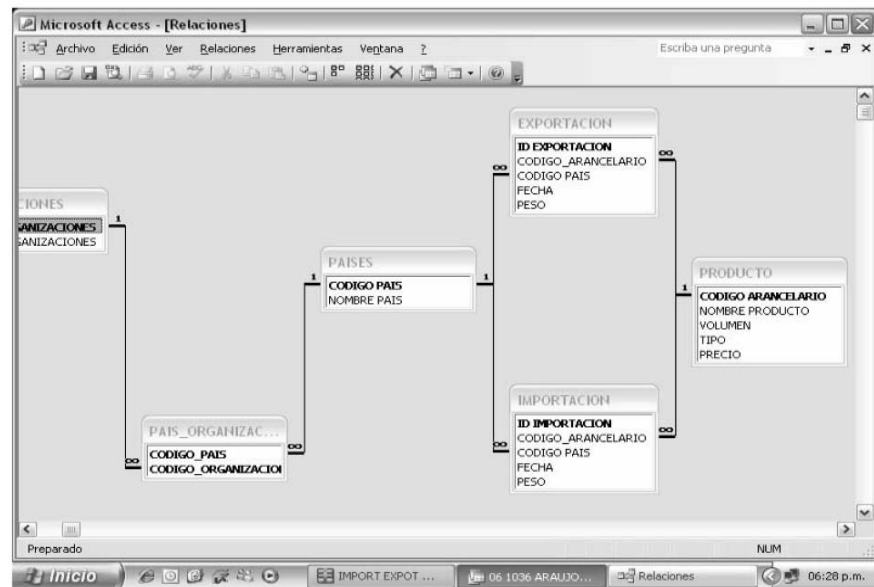 Microsoft Access - [Relaciones]
Archivo Edición Ver Relaciones Herramientas Ventana ? Escriba una pregunta
EXPORTACION
ID EXPORTACION
CODIGO_ARANCELARIO
CODIGO PAIS
FECHA
PESO
CIONES
GANIZACIONES
GANIZACIONES
1
PAISES
CODIGO PAIS
NOMBRE PAIS
1
1
PRODUCTO
CODIGO ARANCELARIO
NOMBRE PRODUCTO
VOLUMEN
TIPO
PRECIO
1
IMPORTACION
ID IMPORTACION
CODIGO_ARANCELARIO
CODIGO PAIS
FECHA
PESO
PAIS_ORGANIZAC...
CODIGO_PAIS
CODIGO_ORGANIZACIO
∞
∞
∞
∞
∞
∞
Preparado NUM
Inicio IMPORT EXPOT ... 06 1036 ARAUJO... Relaciones 06:28 p.m.